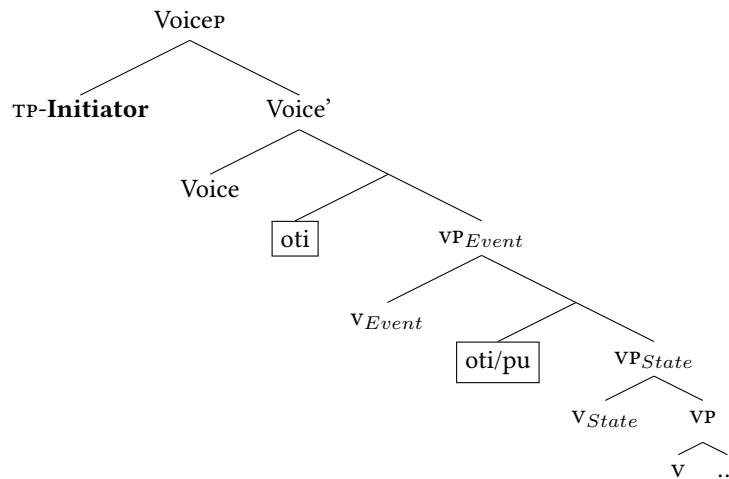 VoiceP
TP-Initiator
Voice’
Voice
oti
vP_Event
v_Event
oti/pu
vP_State
v_State
vP
v
..